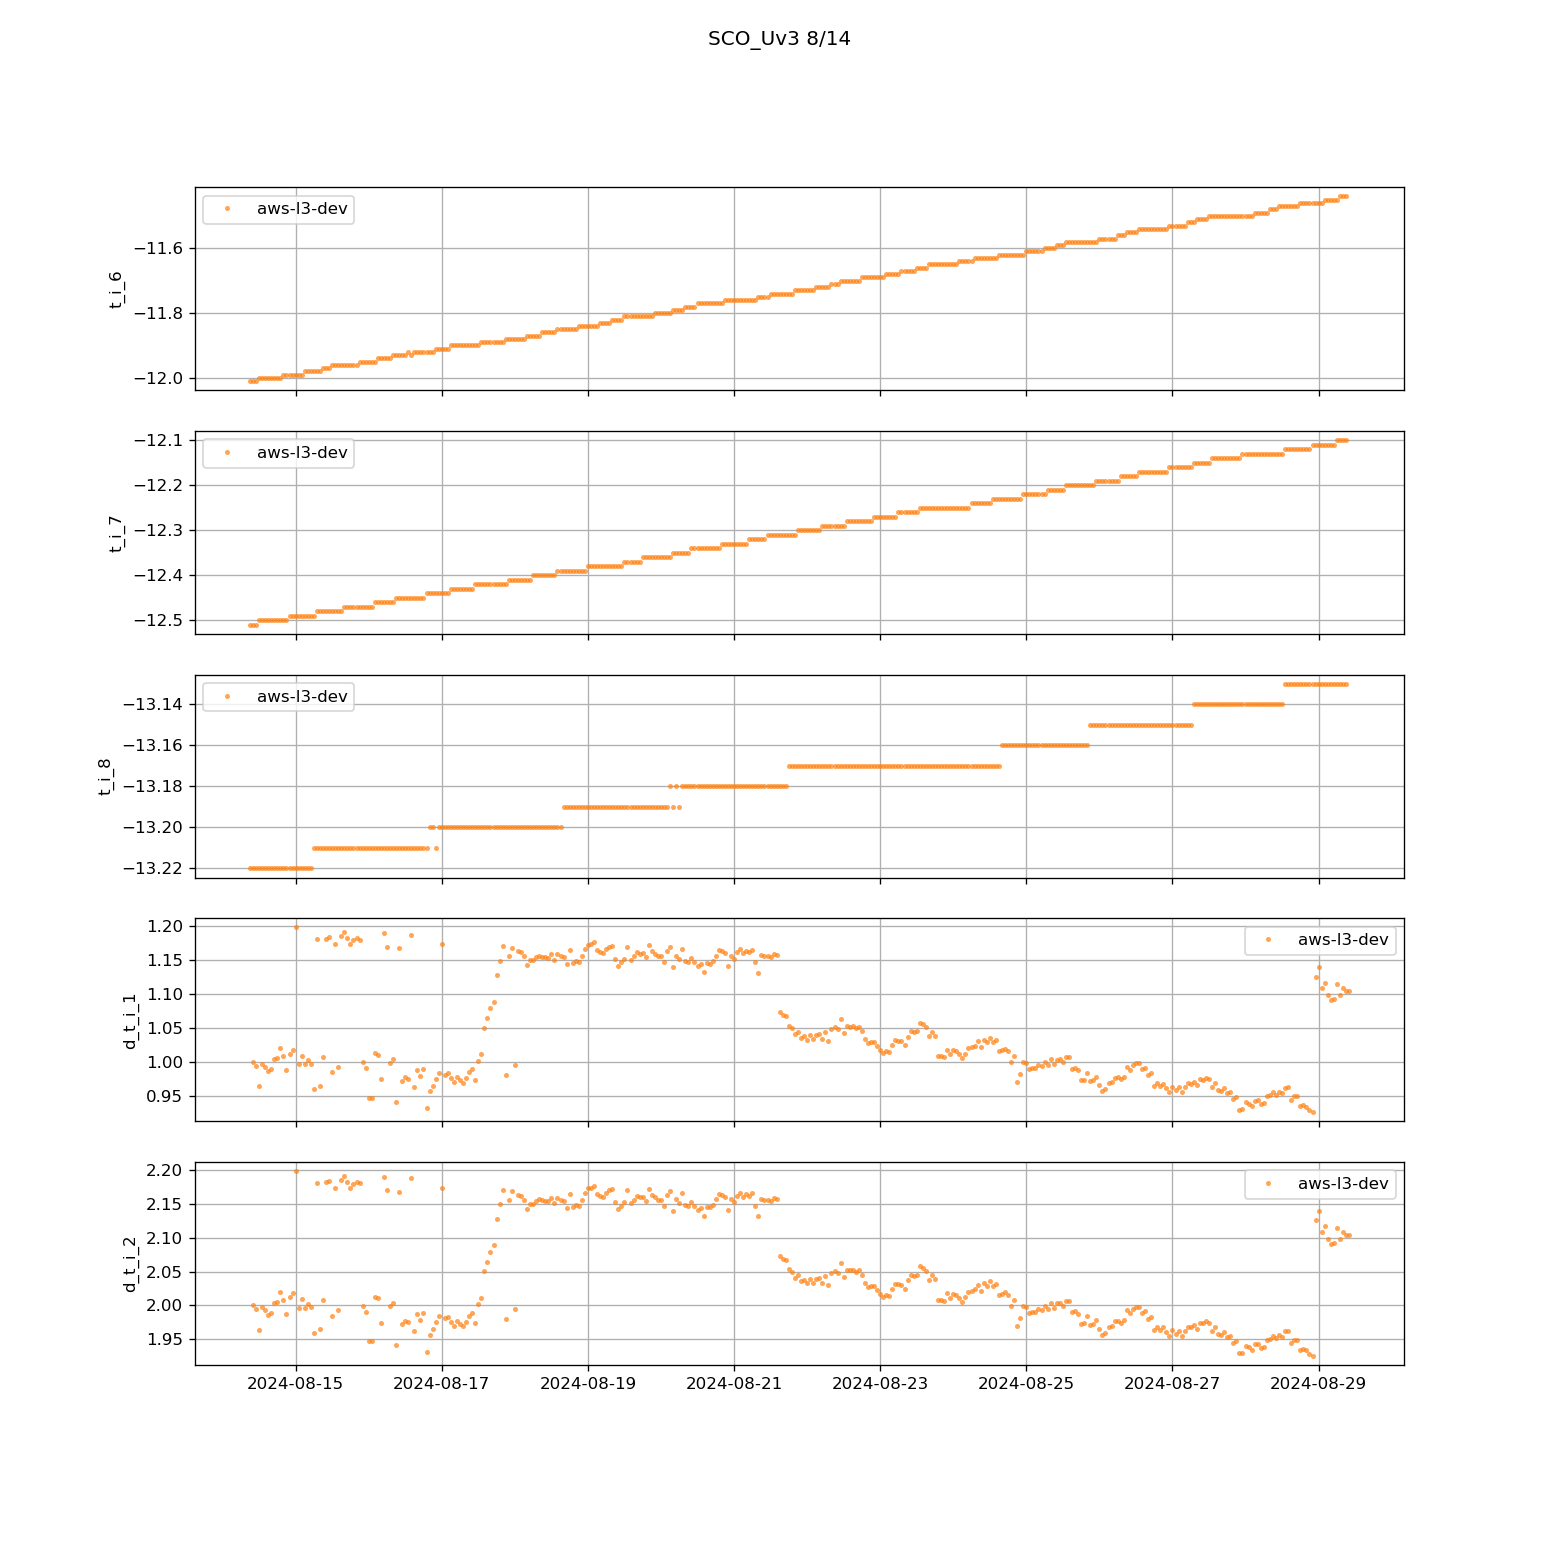 SCO_Uv3 8/14
aws-l3-dev
−11.6
−11.8
−12.0
t_i_6
aws-l3-dev
−12.1
−12.2
−12.3
−12.4
−12.5
t_i_7
aws-l3-dev
−13.14
−13.16
−13.18
−13.20
−13.22
t_i_8
aws-l3-dev
1.20
1.15
1.10
1.05
1.00
0.95
d_t_i_1
aws-l3-dev
2.20
2.15
2.10
2.05
2.00
1.95
d_t_i_2
2024-08-15 2024-08-17 2024-08-19 2024-08-21 2024-08-23 2024-08-25 2024-08-27 2024-08-29